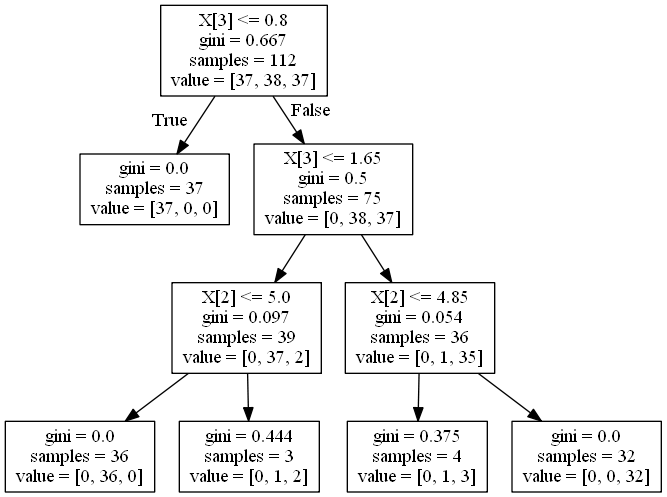 X[3] <= 0.8
gini = 0.667
samples = 112
value = [37, 38, 37]
True
False
gini = 0.0
samples = 37
value = [37, 0, 0]
X[3] <= 1.65
gini = 0.5
samples = 75
value = [0, 38, 37]
X[2] <= 5.0
gini = 0.097
samples = 39
value = [0, 37, 2]
X[2] <= 4.85
gini = 0.054
samples = 36
value = [0, 1, 35]
gini = 0.0
samples = 36
value = [0, 36, 0]
gini = 0.444
samples = 3
value = [0, 1, 2]
gini = 0.375
samples = 4
value = [0, 1, 3]
gini = 0.0
samples = 32
value = [0, 0, 32]